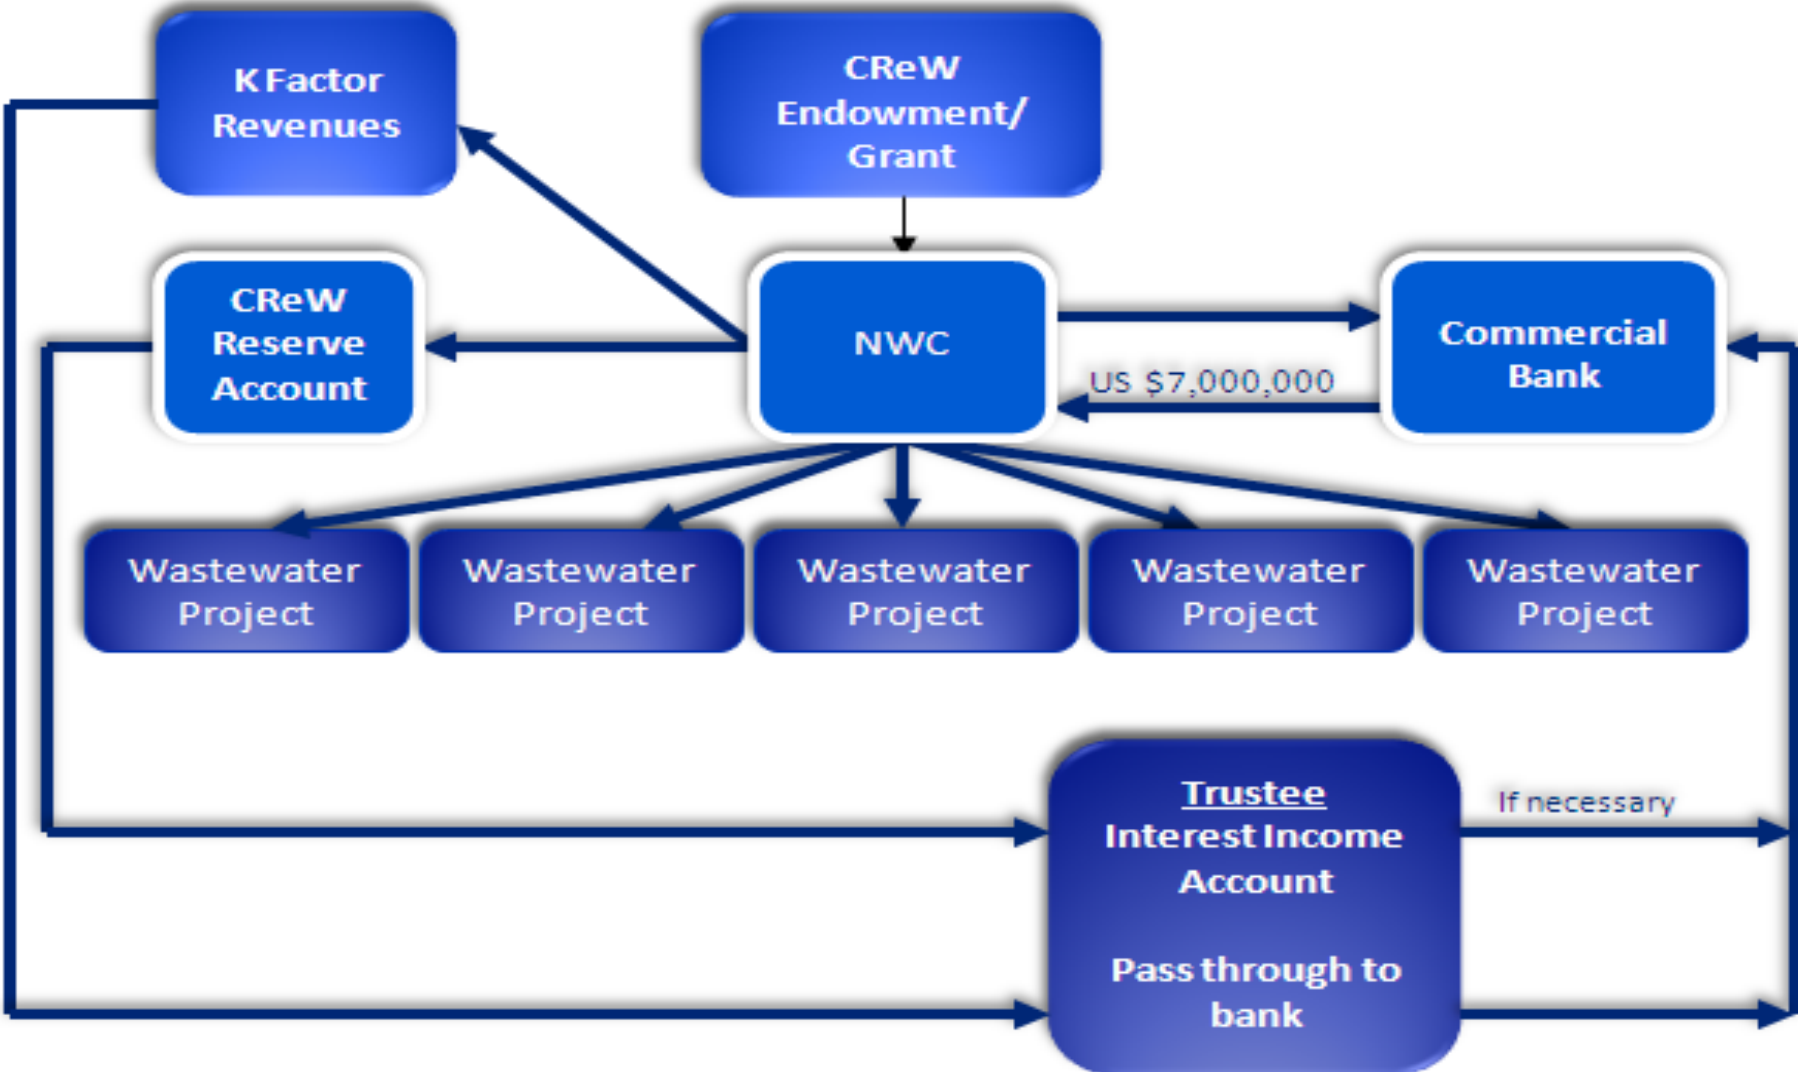 K Factor
Revenues
CReW
Endowment/
Grant
CReW
Reserve
Account
NWC
US $7,000,000
Commercial
Bank
Wastewater
Project
Wastewater
Project
Wastewater
Project
Wastewater
Project
Wastewater
Project
Trustee
Interest Income
Account
Pass through to
bank
If necessary